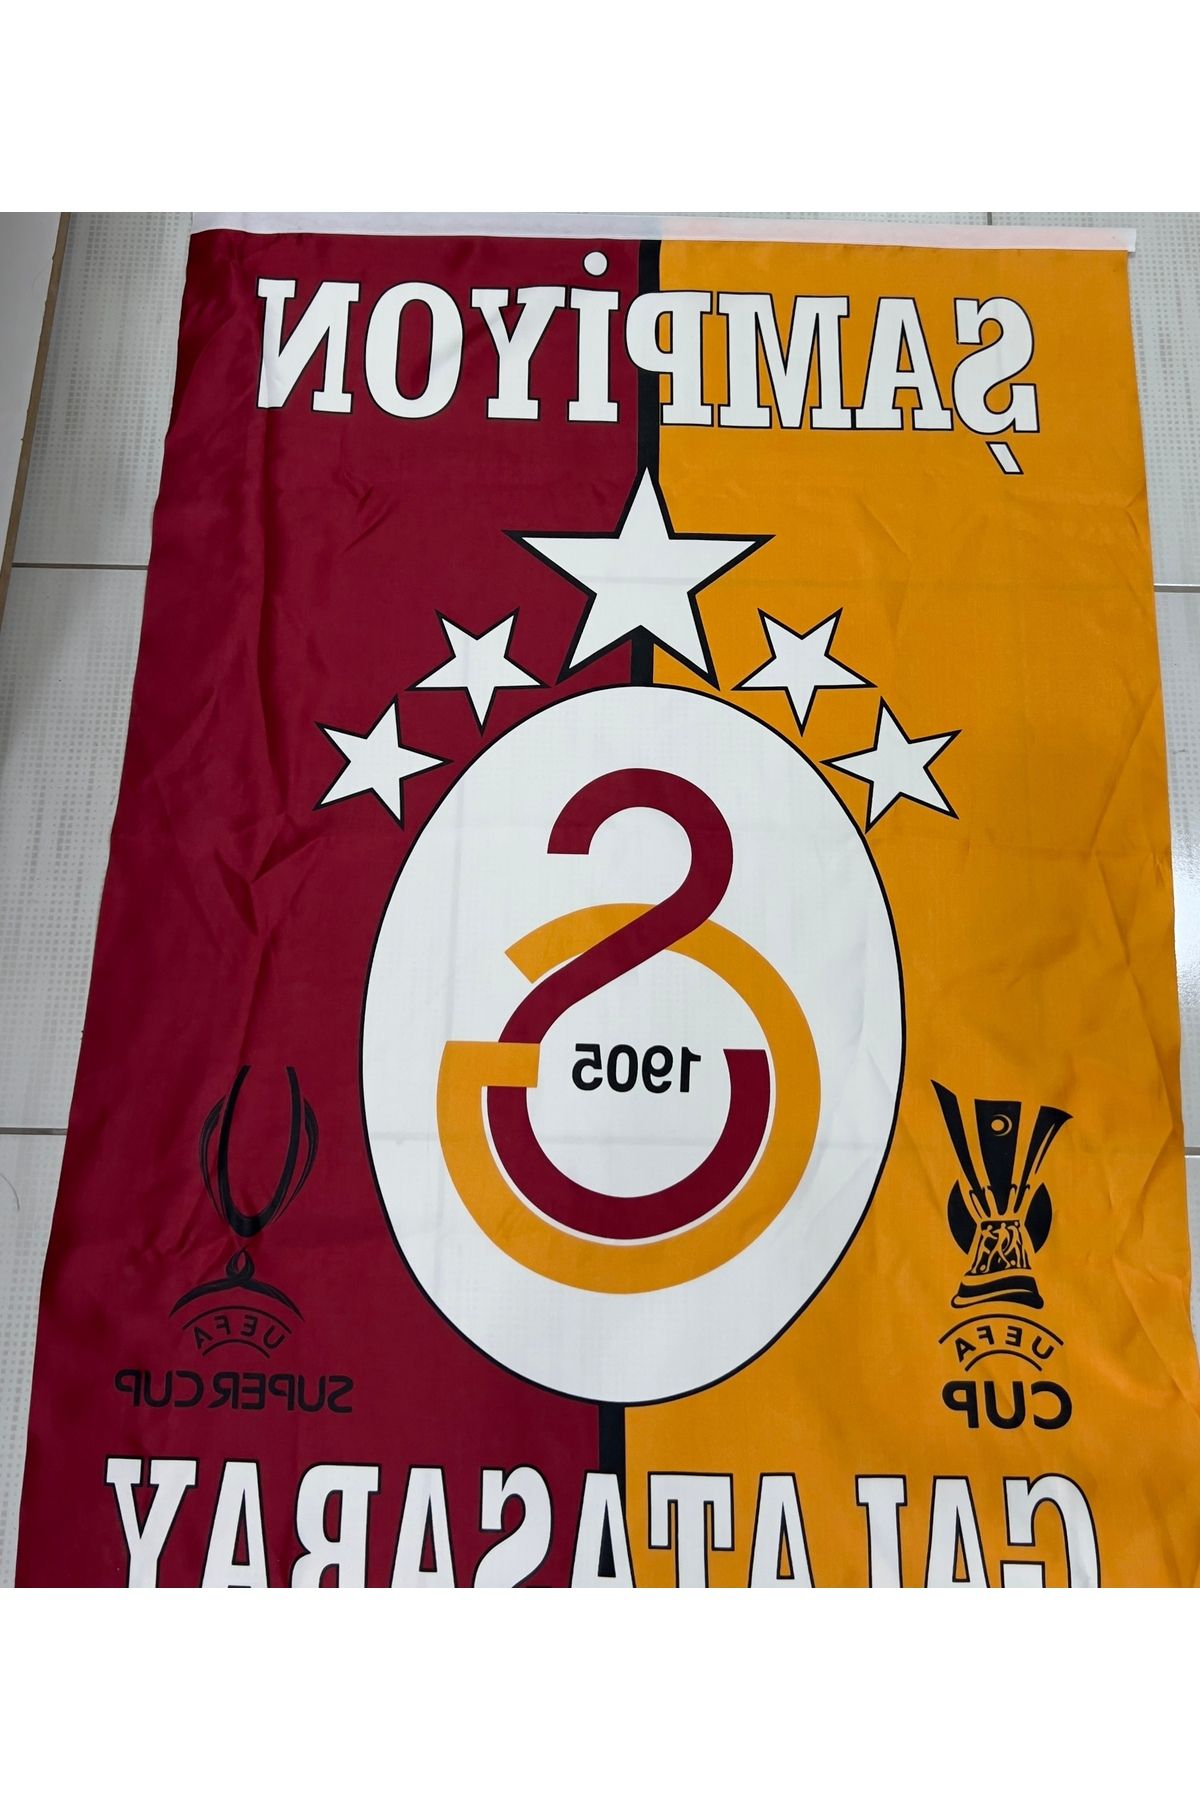 ŞAMPİYON
1905
UEFA
CUP
UEFA
SUPER CUP
GALATASARAY